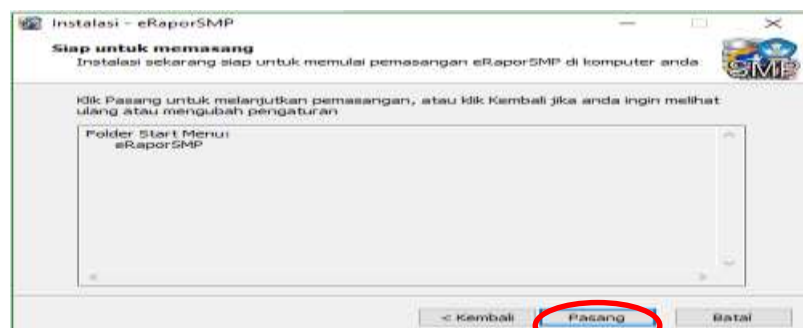 Instalasi - eRaporSMP
Siap untuk memasang
Instalasi sekarang siap untuk memulai pemasangan eRaporSMP di komputer anda
SMP
Klik Pasang untuk melanjutkan pemasangan, atau klik Kembali jika anda ingin melihat
ulang atau mengubah pengaturan
Folder Start Menu:
eRaporSMP
< Kembali
Pasang
Batal